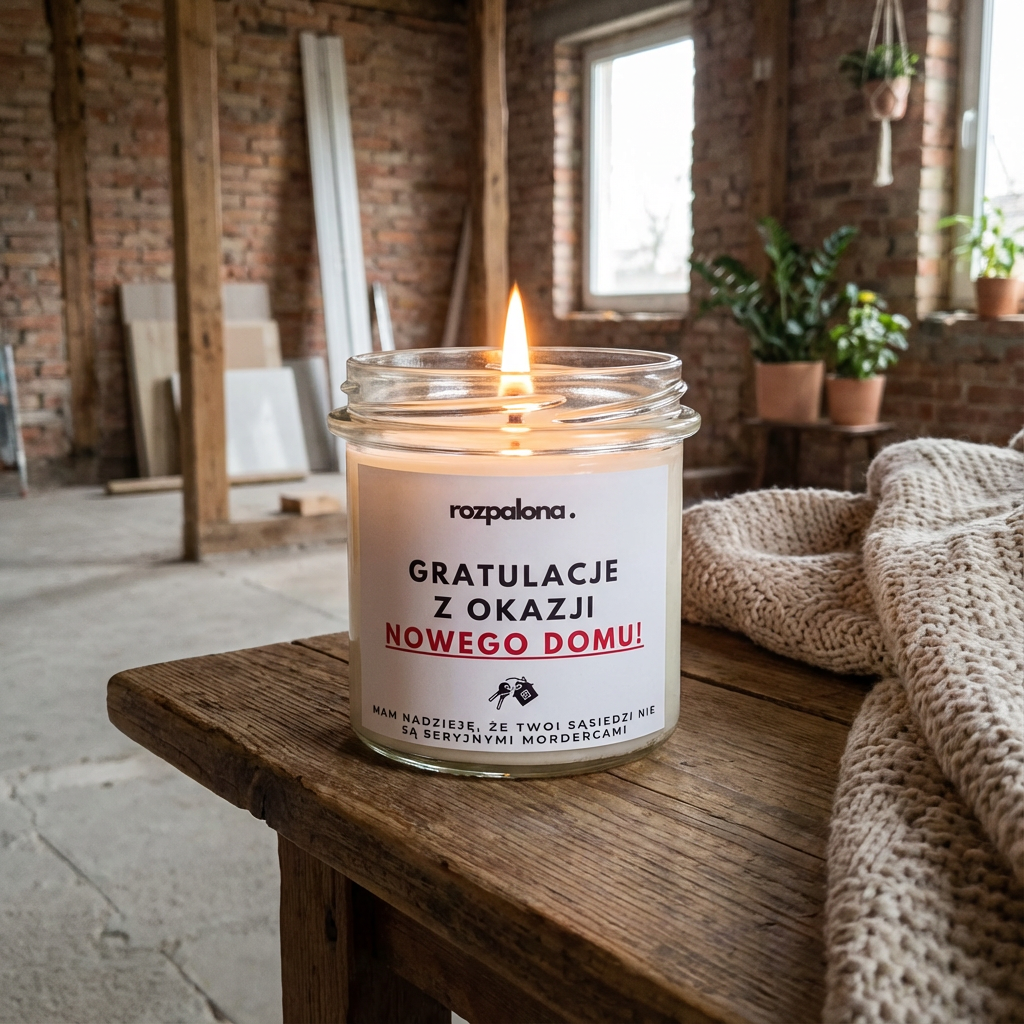 rozpalona.
GRATULACJE
Z OKAZJI
NOWEGO DOMU!
MAM NADZIEJĘ, ŻE TWOI SĄSIEDZI NIE
SĄ SERYJNYMI MORDERCAMI